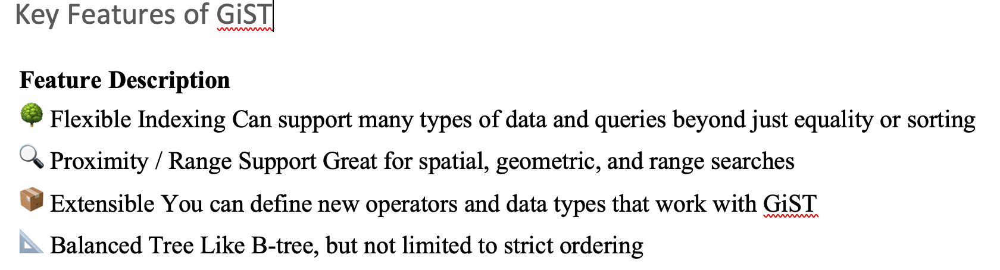 Key Features of GiST
Feature Description
🌳 Flexible Indexing Can support many types of data and queries beyond just equality or sorting
🔍 Proximity / Range Support Great for spatial, geometric, and range searches
📦 Extensible You can define new operators and data types that work with GiST
📐 Balanced Tree Like B-tree, but not limited to strict ordering